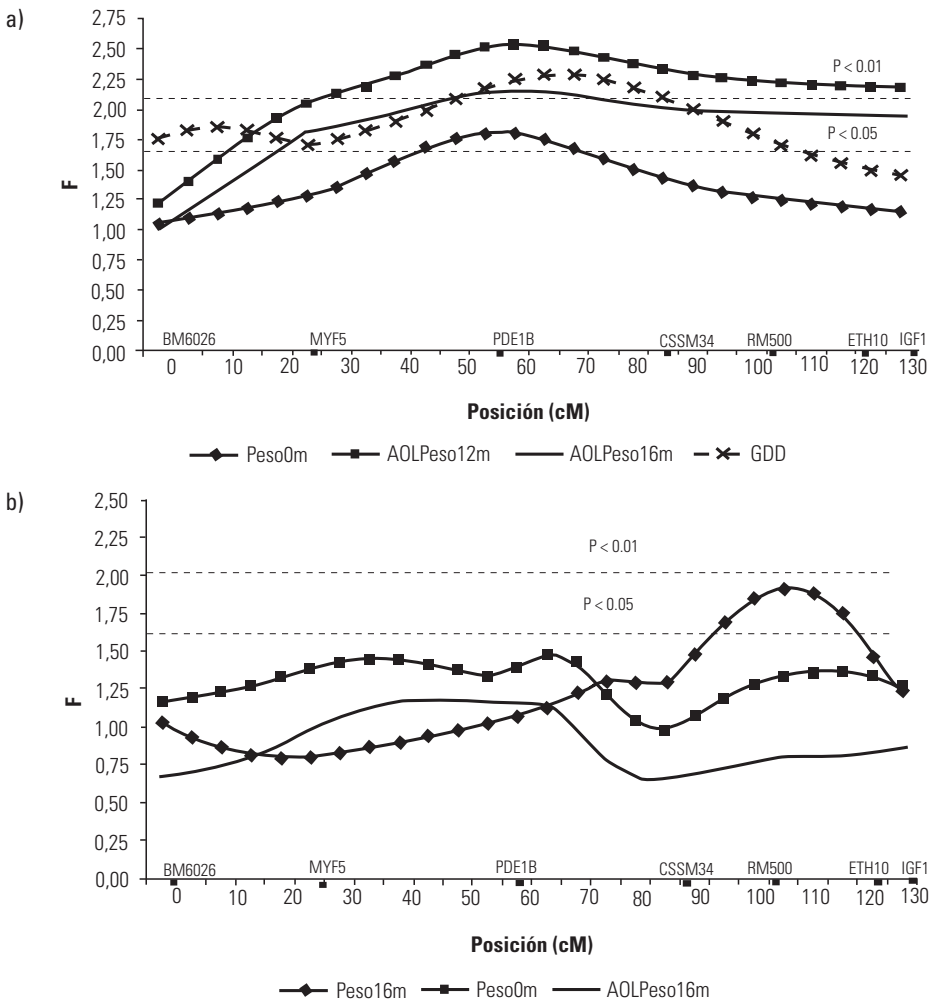 a)
2,75
2,50
2,25
2,00
1,75
1,50
1,25
1,00
0,75
0,50
0,25
0,00
F
P < 0.01
P < 0.05
BM6026 MYF5 PDE1B CSSM34 RM500 ETH10 IGF1
0 10 20 30 40 50 60 70 80 90 100 110 120 130
Posición (cM)
Peso0m AOLPeso12m AOLPeso16m GDD
b)
2,50
2,25
2,00
1,75
1,50
1,25
1,00
0,75
0,50
0,25
0,00
F
P < 0.01
P < 0.05
BM6026 MYF5 PDE1B CSSM34 RM500 ETH10 IGF1
0 10 20 30 40 50 60 70 80 90 100 110 120 130
Posición (cM)
Peso16m Peso0m AOLPeso16m